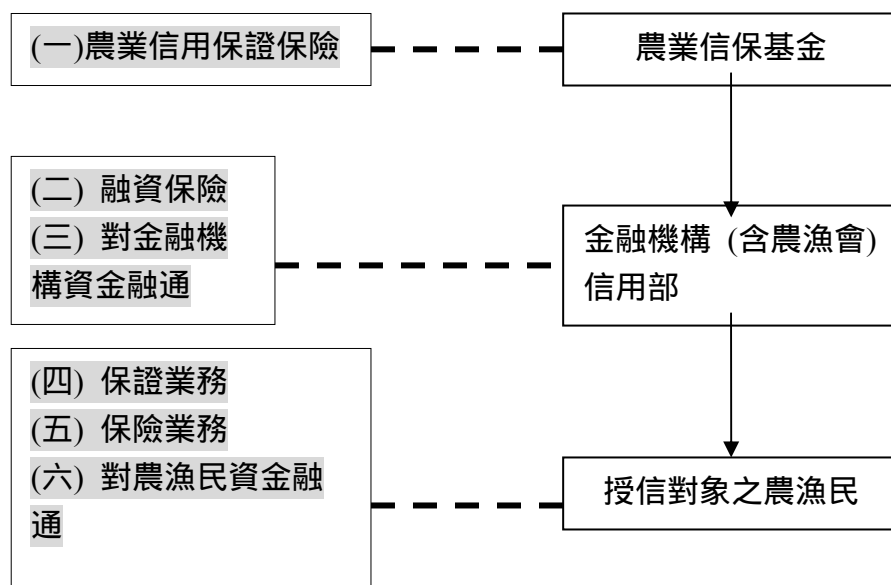 (一)農業信用保證保險
農業信保基金
(二) 融資保險
(三) 對金融機
構資金融通
金融機構 (含農漁會)
信用部
(四) 保證業務
(五) 保險業務
(六) 對農漁民資金融
通
授信對象之農漁民